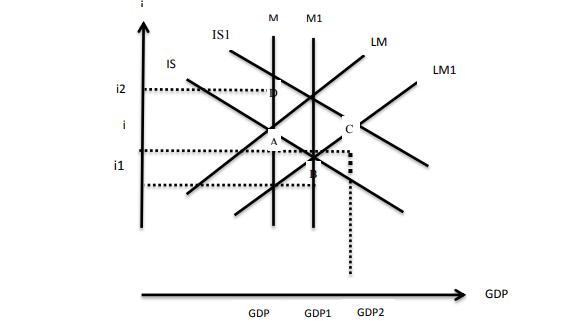 i
M M1
IS1
LM
IS
LM1
i2
D
i
C
A
i1
B
GDP
GDP GDP1 GDP2